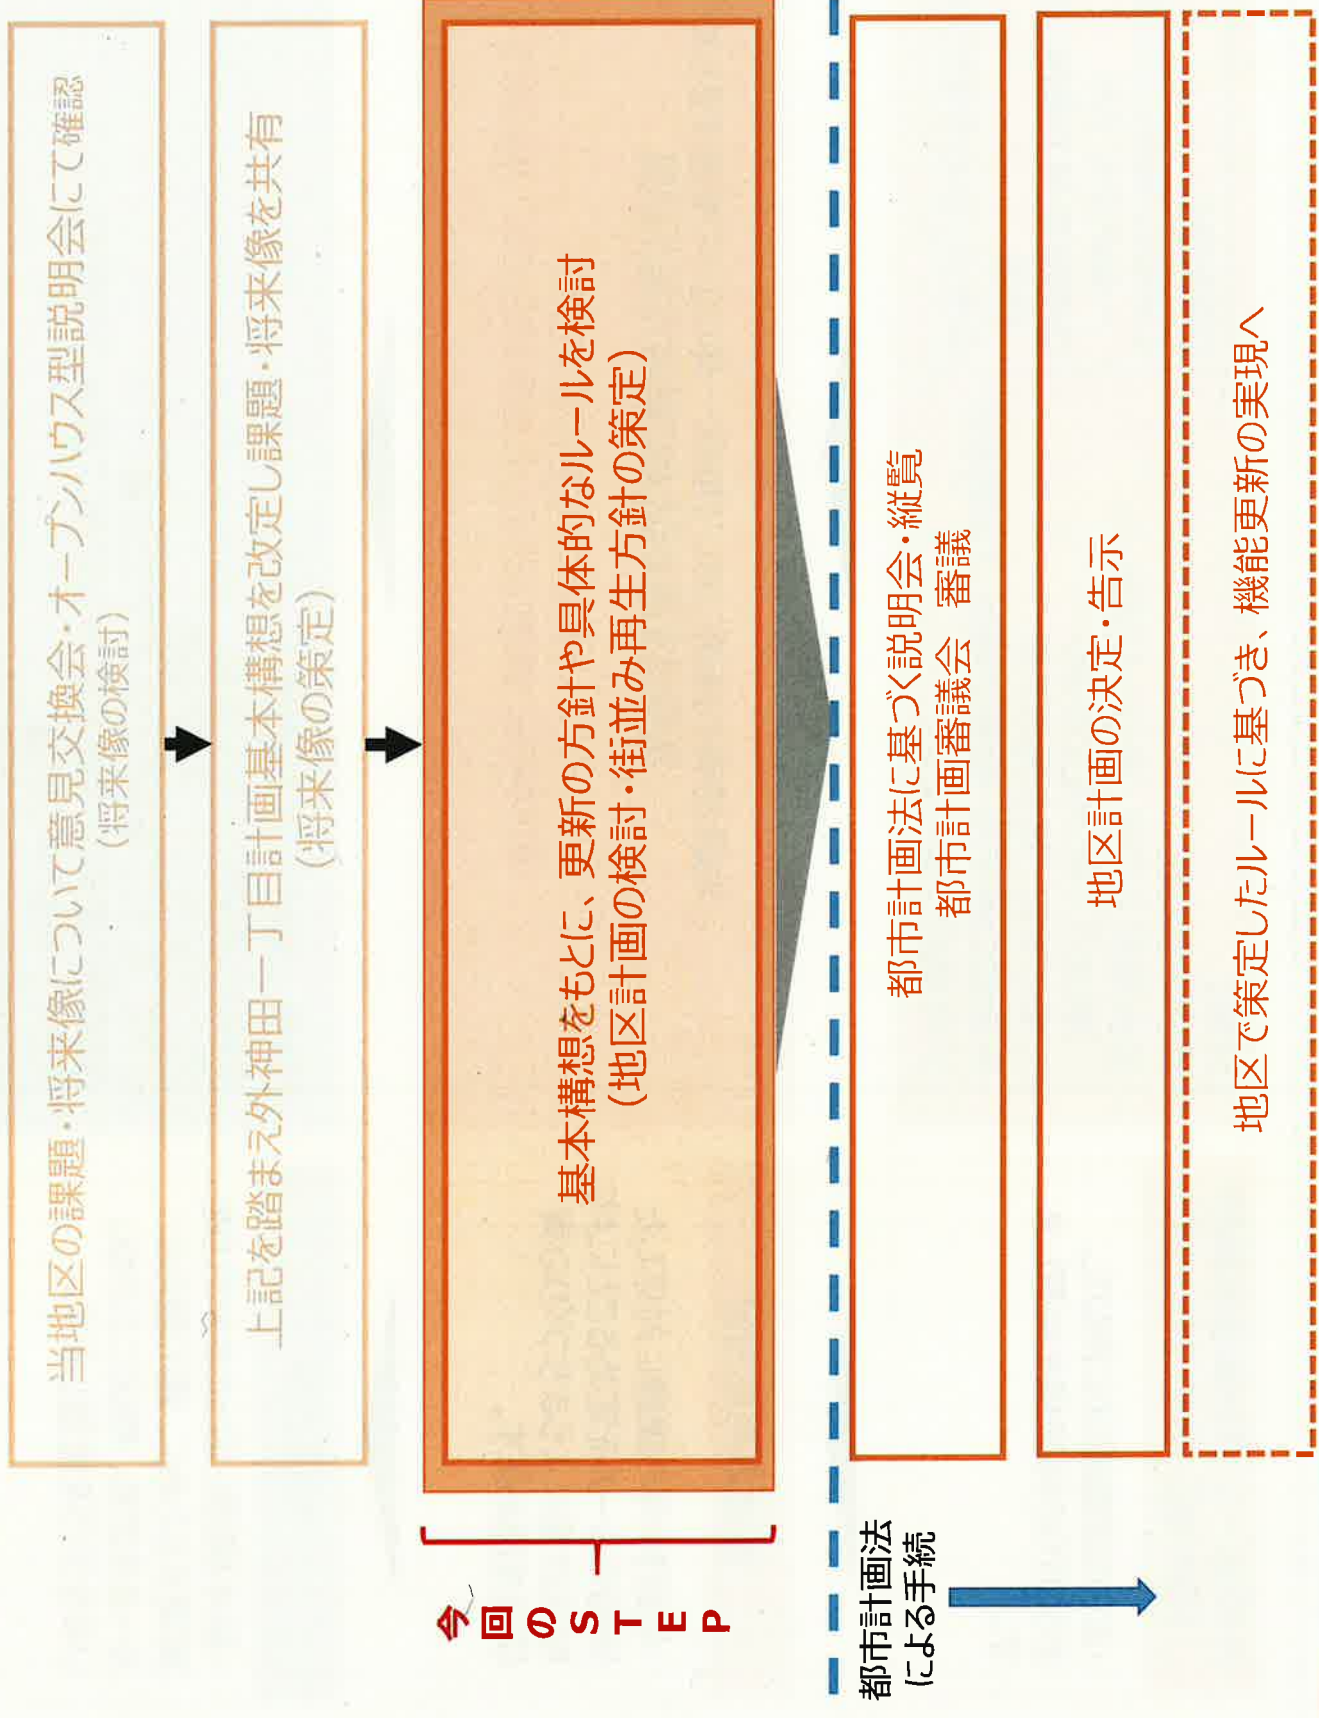 当地区の課題・将来像について意見交換会・オープンハウス型説明会にて確認
(将来像の検討)
上記を踏まえ外神田一丁目計画基本構想を改定し課題・将来像を共有
(将来像の策定)
今回のSTEP
基本構想をもとに、更新の方針や具体的なルールを検討
(地区計画の検討・街並み再生方針の策定)
都市計画法
による手続
都市計画法に基づく説明会・縦覧
都市計画審議会　審議
地区計画の決定・告示
地区で策定したルールに基づき、機能更新の実現へ